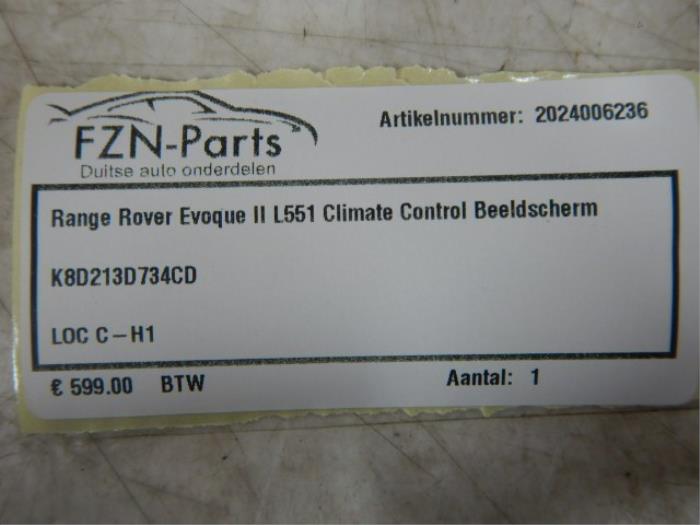 FZN-Parts
Duitse auto onderdelen
Artikelnummer: 2024006236
Range Rover Evoque II L551 Climate Control Beeldscherm
K8D213D734CD
LOC C-H1
€ 599.00 BTW
Aantal: 1